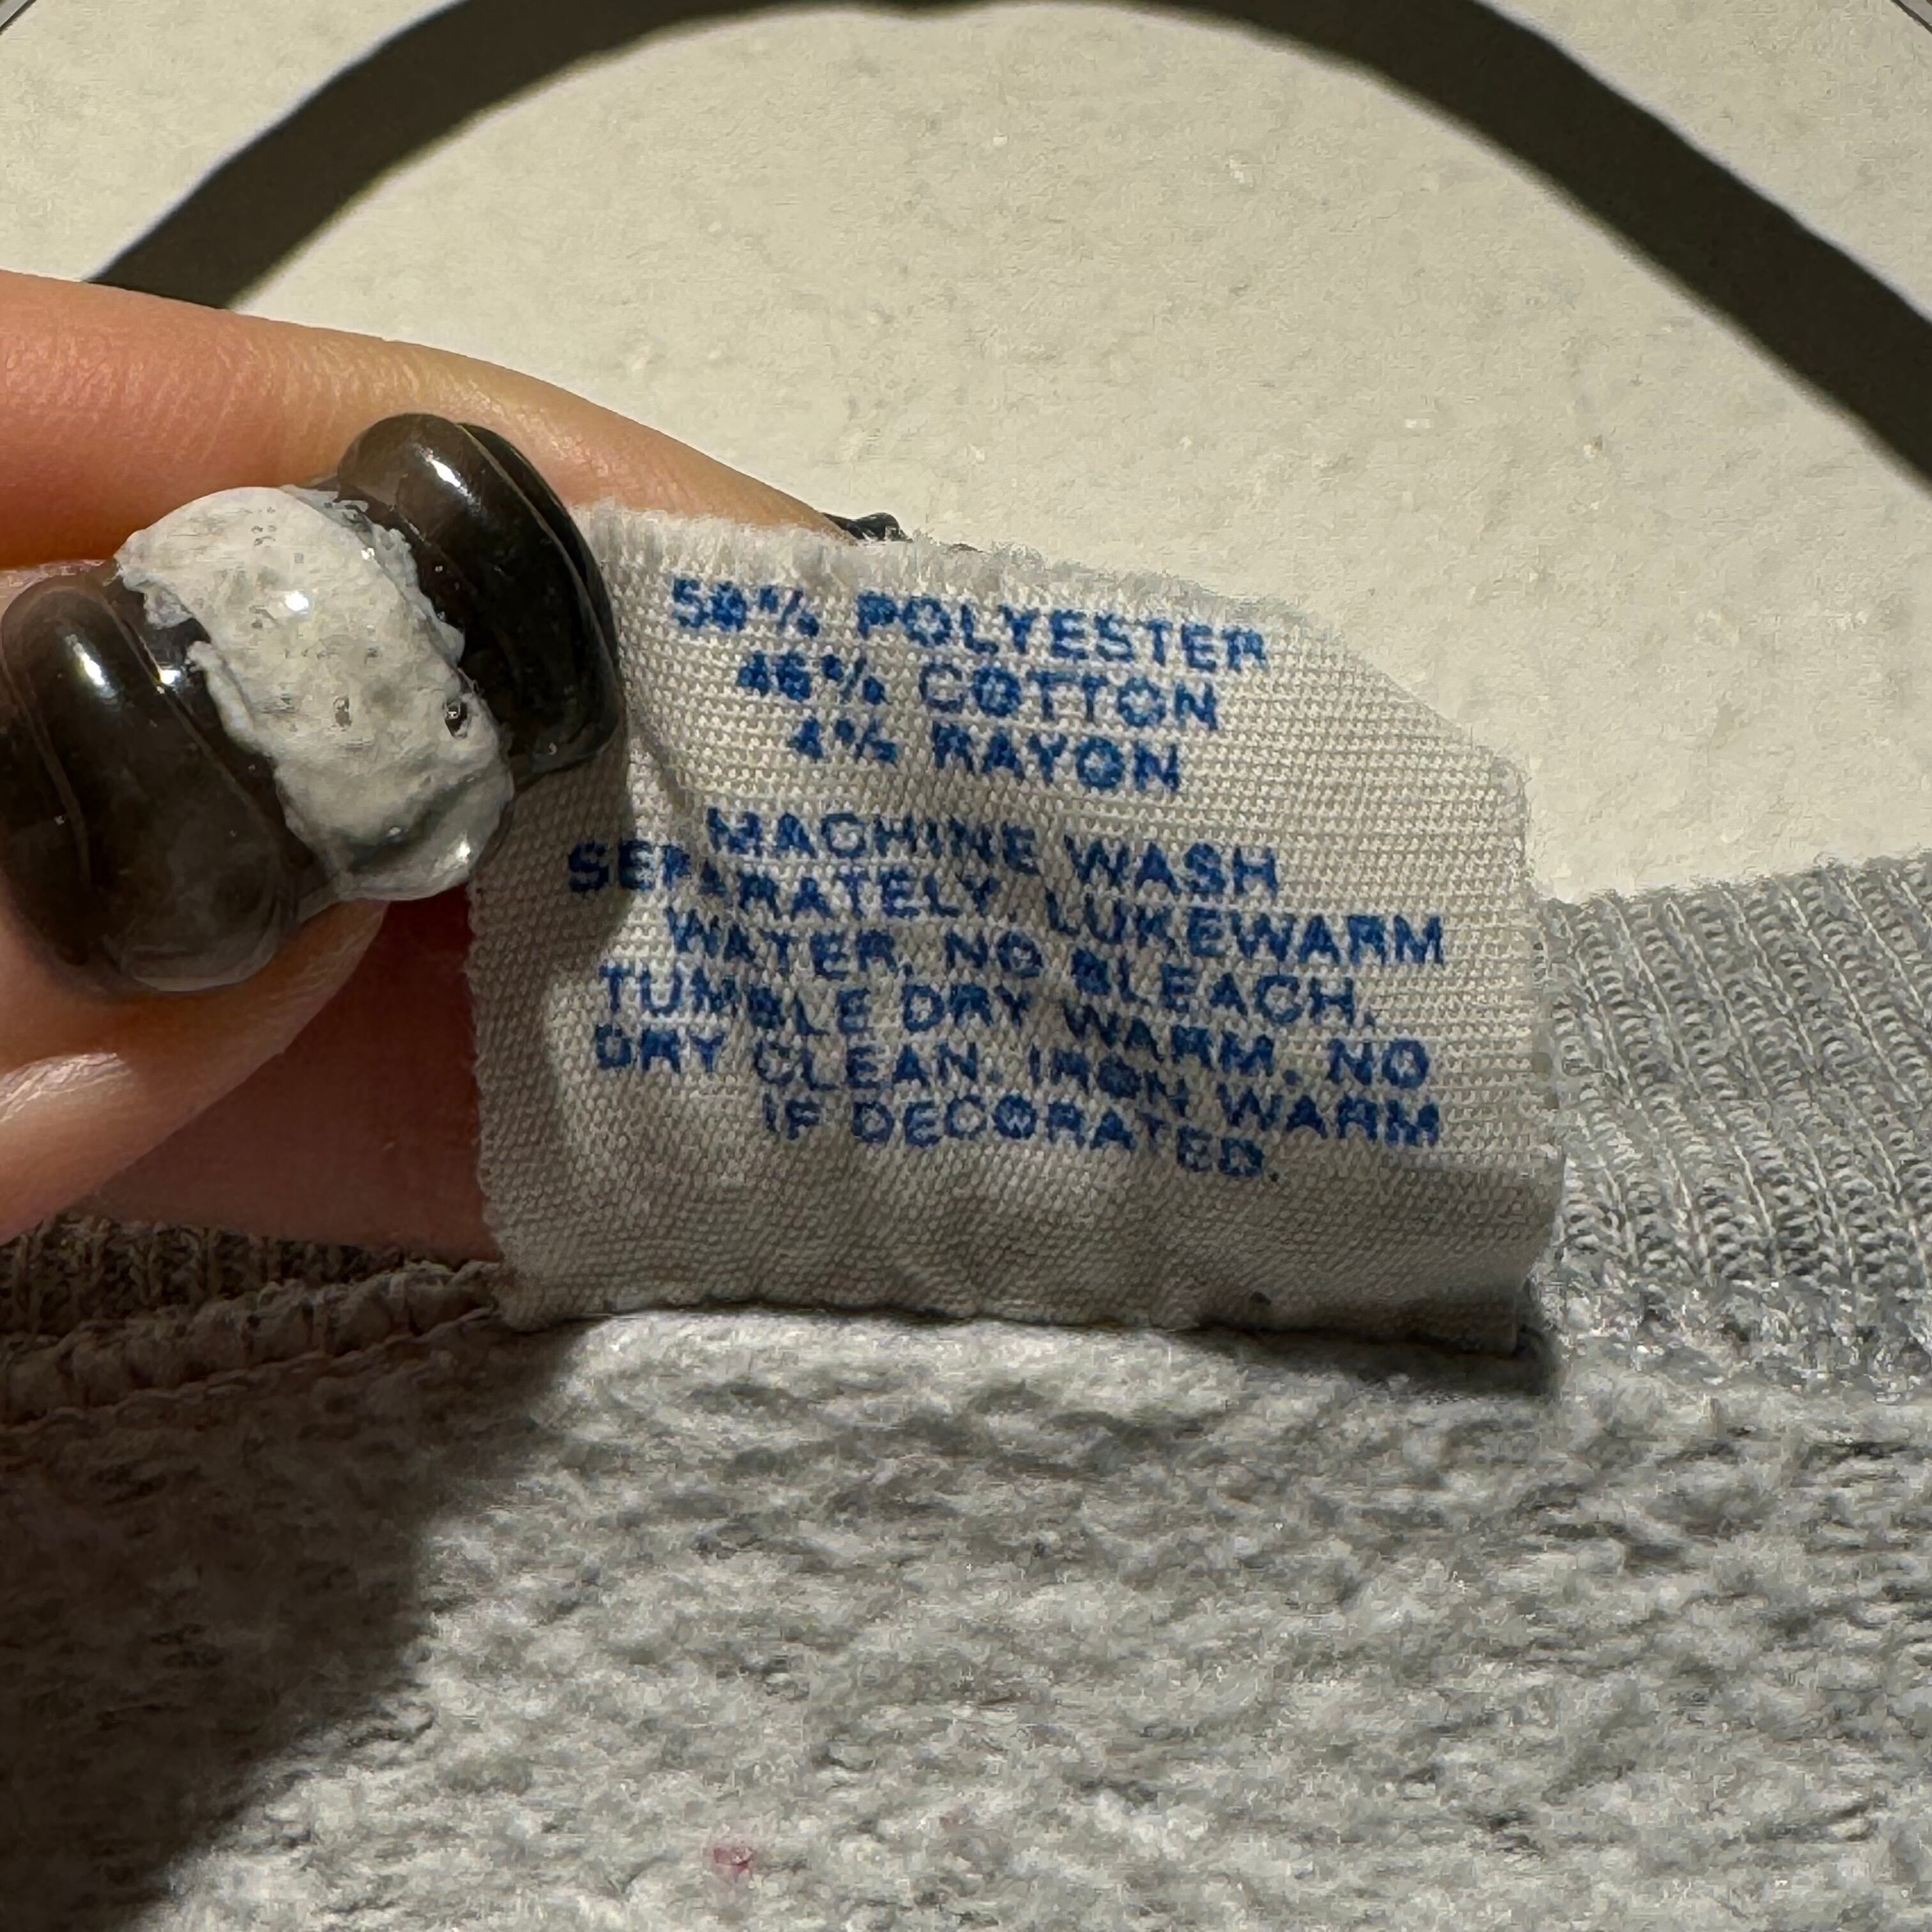 50% POLYESTER
46% COTTON
4% RAYON
MACHINE WASH
SEPARATELY, LUKEWARM
WATER, NO BLEACH,
TUMBLE DRY WARM. NO
DRY CLEAN. IRON WARM
IF DECORATED.